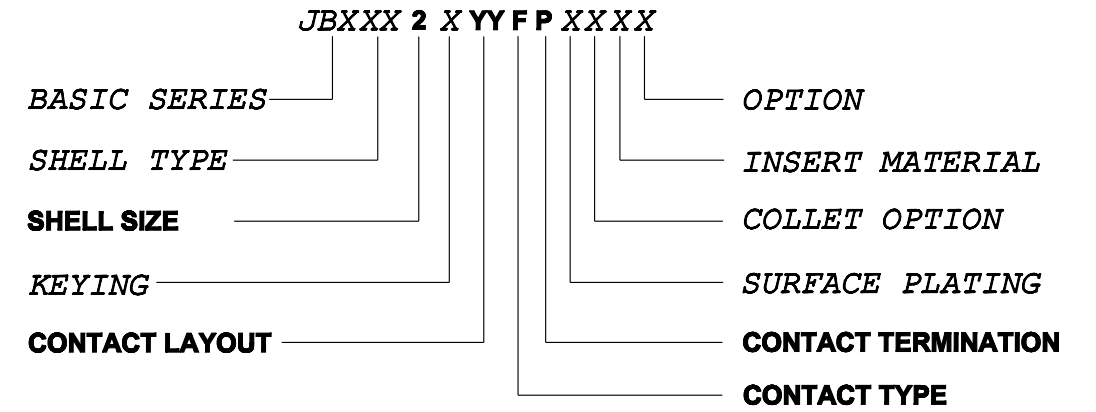 JBXXX 2 X YY F P XXXX
BASIC SERIES
SHELL TYPE
SHELL SIZE
KEYING
CONTACT LAYOUT
OPTION
INSERT MATERIAL
COLLET OPTION
SURFACE PLATING
CONTACT TERMINATION
CONTACT TYPE